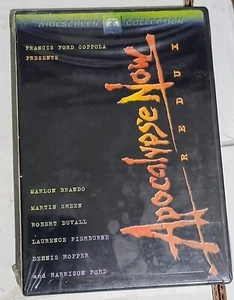 WIDESCREEN COLLECTION
FRANCIS FORD COPPOLA
PRESENTS
Apocalypse Now
REDUX
MARLON BRANDO
MARTIN SHEEN
ROBERT DUVALL
LAURENCE FISHBURNE
DENNIS HOPPER
and HARRISON FORD